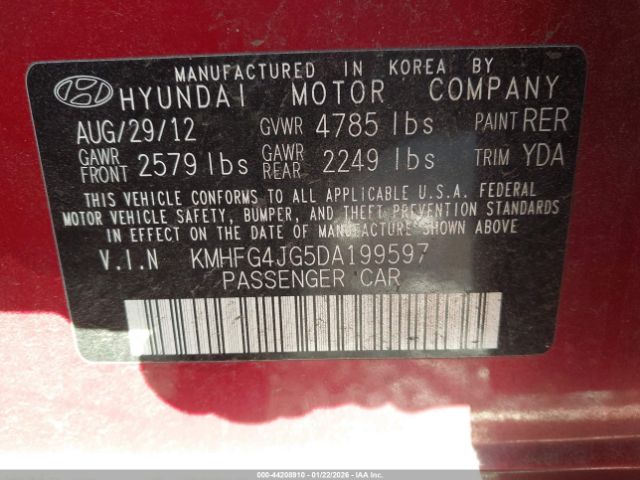 MANUFACTURED IN KOREA BY
HYUNDAI MOTOR COMPANY
AUG/29/12 GVWR 4785 lbs PAINT RER
GAWR FRONT 2579 lbs GAWR REAR 2249 lbs TRIM YDA
THIS VEHICLE CONFORMS TO ALL APPLICABLE U.S.A. FEDERAL
MOTOR VEHICLE SAFETY, BUMPER, AND THEFT PREVENTION STANDARDS
IN EFFECT ON THE DATE OF MANUFACTURE SHOWN ABOVE
V.I.N KMHFG4JG5DA199597
PASSENGER CAR
000-44208910 - 01/22/2026 - IAA Inc.